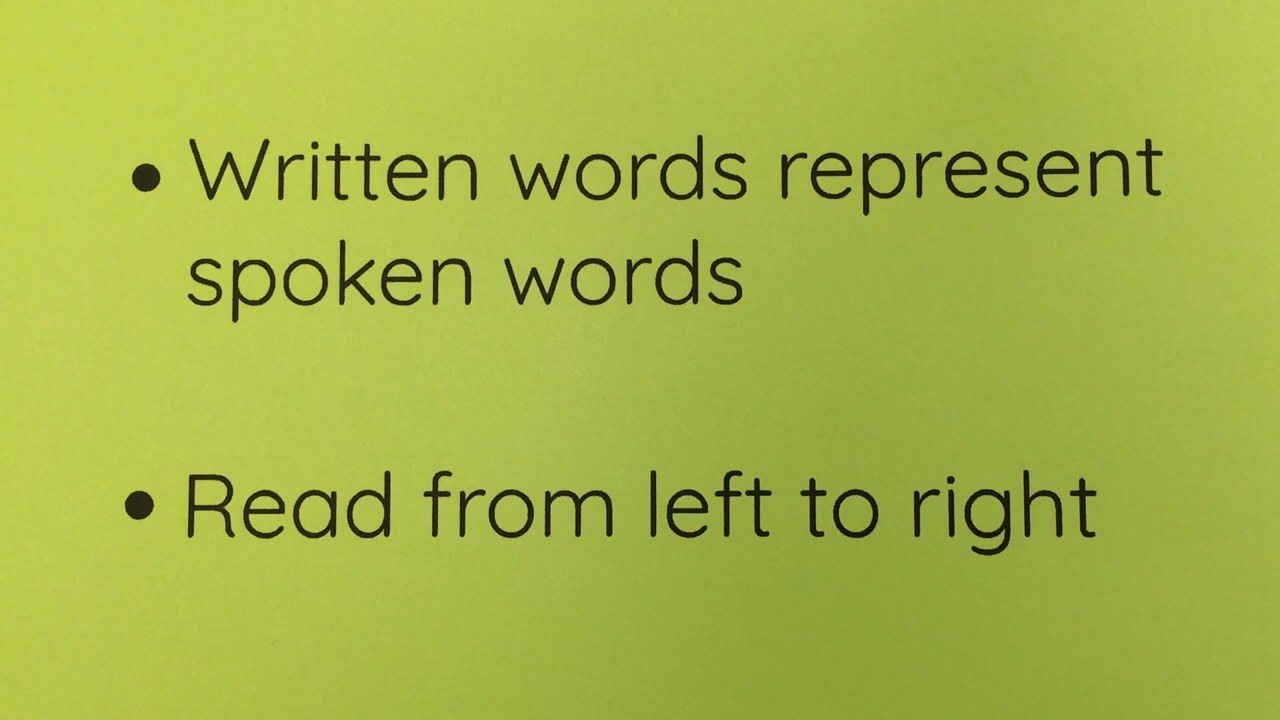 • Written words represent
spoken words
• Read from left to right